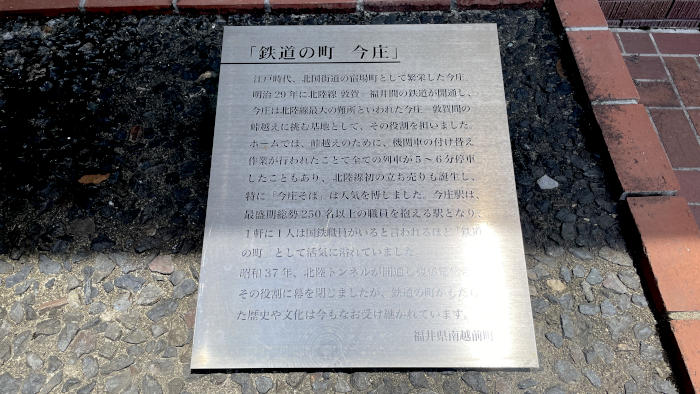 「鉄道の町　今庄」
江戸時代、北国街道の宿場町として繁栄した今庄。
明治29年に北陸線 敦賀－福井間の鉄道が開通し、
今庄は北陸線最大の難所といわれた今庄－敦賀間の
峠越えに挑む基地として、その役割を担いました。
ホームでは、峠越えのために、機関車の付け替え
作業が行われたことで全ての列車が5～6分停車
したこともあり、北陸線初の立ち売りも誕生し、
特に「今庄そば」は人気を博しました。今庄駅は、
最盛期総勢250名以上の職員を抱える駅となり、
1軒に1人は国鉄職員がいると言われるほど「鉄道
の町」として活気に溢れていました。
昭和37年、北陸トンネルが開通し
その役割に幕を閉じましたが、鉄道の町がもたらし
た歴史や文化は今もなお受け継がれています。
福井県南越前町